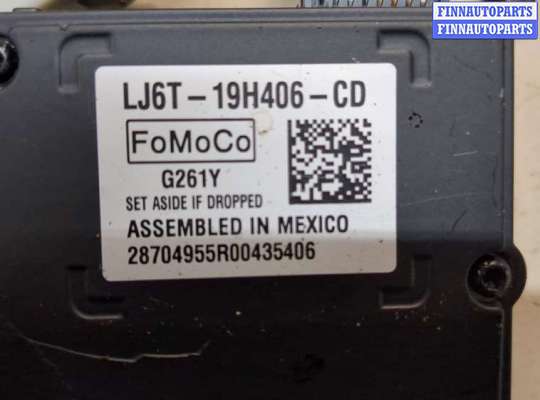 FINNAUTOPARTS
FINNAUTOPARTS
LJ6T-19H406-CD
FoMoCo
G261Y
SET ASIDE IF DROPPED
ASSEMBLED IN MEXICO
28704955R00435406